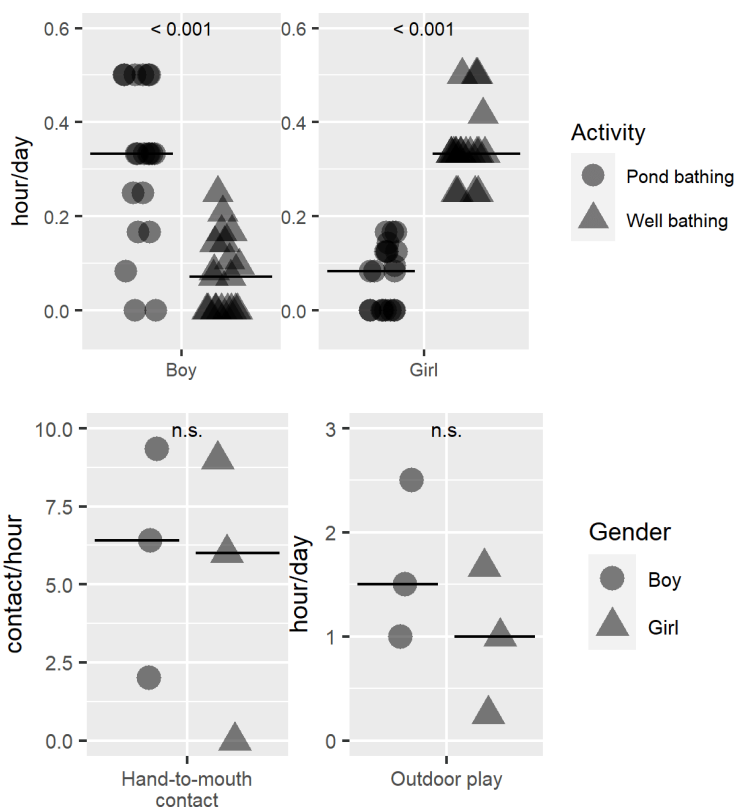 0.6
0.4
0.2
0.0
hour/day
< 0.001
Boy
0.6
0.4
0.2
0.0
< 0.001
Girl
Activity
Pond bathing
Well bathing
10.0
7.5
5.0
2.5
0.0
contact/hour
n.s.
Hand-to-mouth
contact
3
2
1
0
hour/day
n.s.
Outdoor play
Gender
Boy
Girl